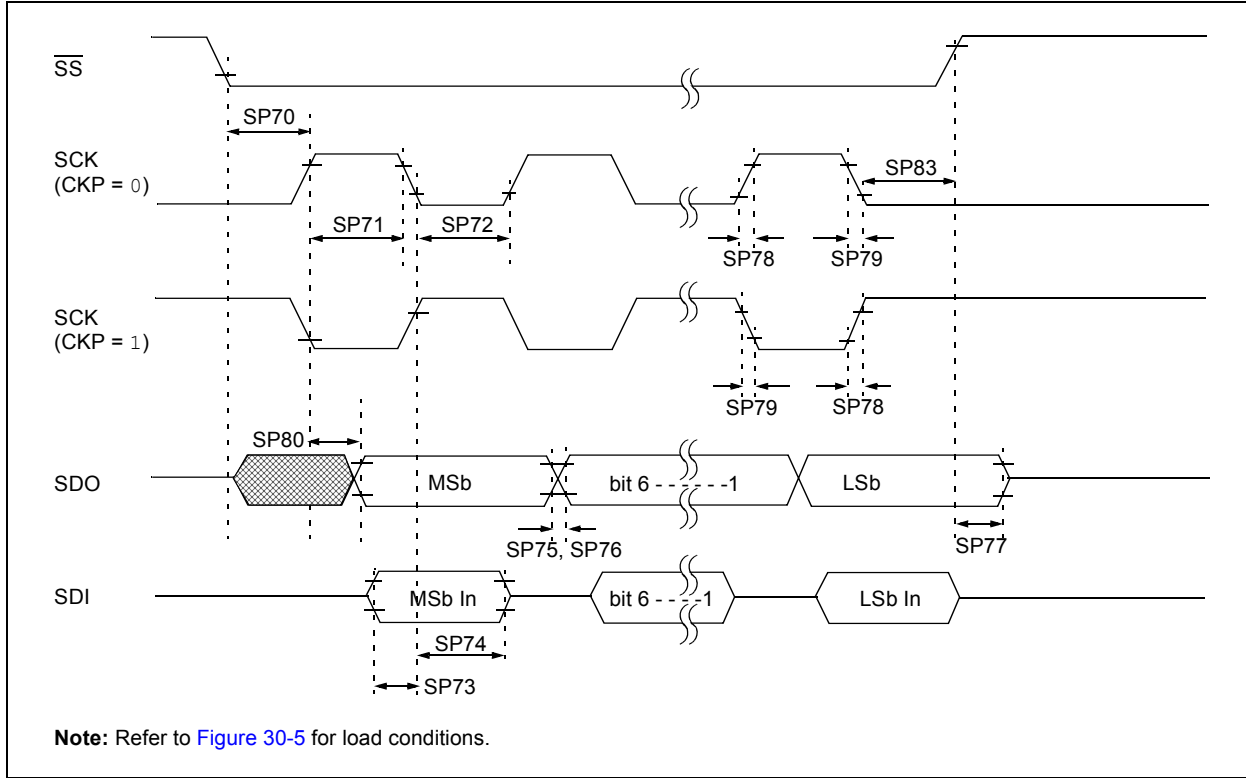 SS
SP70
SCK
(CKP = 0)
SP83
SP71
SP72
SP78
SP79
SCK
(CKP = 1)
SP79
SP78
SP80
SDO
MSb
bit 6 - - - - - - -1
LSb
SP75, SP76
SP77
SDI
MSb In
bit 6 - - - -1
LSb In
SP74
SP73
Note: Refer to Figure 30-5 for load conditions.